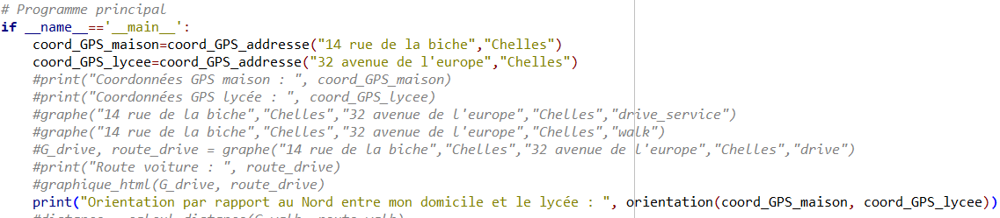 # Programme principal
if __name__=='__main__':
    coord_GPS_maison=coord_GPS_addresse("14 rue de la biche","Chelles")
    coord_GPS_lycee=coord_GPS_addresse("32 avenue de l'europe","Chelles")
    #print("Coordonnées GPS maison : ", coord_GPS_maison)
    #print("Coordonnées GPS lycée : ", coord_GPS_lycee)
    #graphe("14 rue de la biche","Chelles","32 avenue de l'europe","Chelles","drive_service")
    #graphe("14 rue de la biche","Chelles","32 avenue de l'europe","Chelles","walk")
    #G_drive, route_drive = graphe("14 rue de la biche","Chelles","32 avenue de l'europe","Chelles","drive")
    #print("Route voiture : ", route_drive)
    #graphique_html(G_drive, route_drive)
    print("Orientation par rapport au Nord entre mon domicile et le lycée : ", orientation(coord_GPS_maison, coord_GPS_lycee))